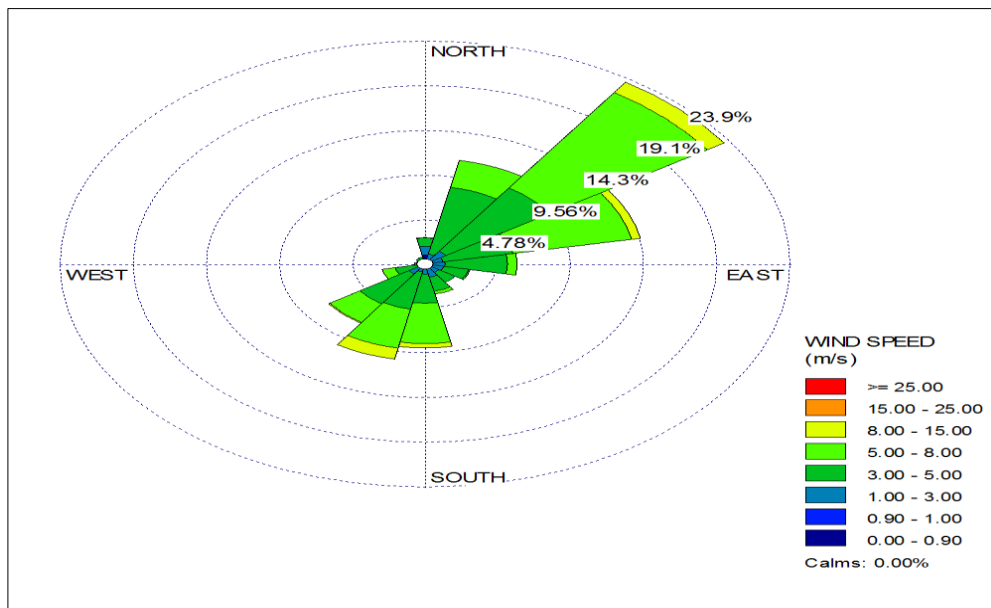 NORTH
23.9%
19.1%
14.3%
9.56%
4.78%
WEST
EAST
SOUTH
WIND SPEED
(m/s)
>= 25.00
15.00 - 25.00
8.00 - 15.00
5.00 - 8.00
3.00 - 5.00
1.00 - 3.00
0.90 - 1.00
0.00 - 0.90
Calms: 0.00%